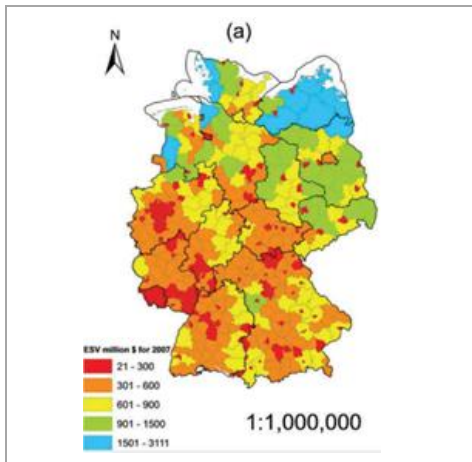 (a)
N
ESV million $ for 2007
21 - 300
301 - 600
601 - 900
901 - 1500
1501 - 3111
1:1,000,000